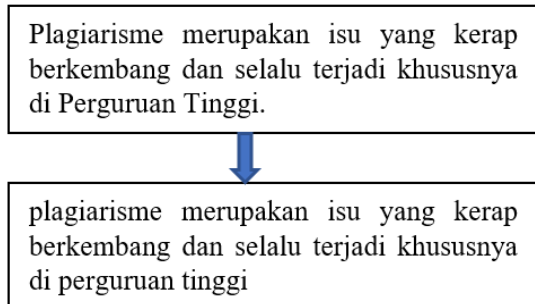 Plagiarisme merupakan isu yang kerap
berkembang dan selalu terjadi khususnya
di Perguruan Tinggi.
plagiarisme merupakan isu yang kerap
berkembang dan selalu terjadi khususnya
di perguruan tinggi